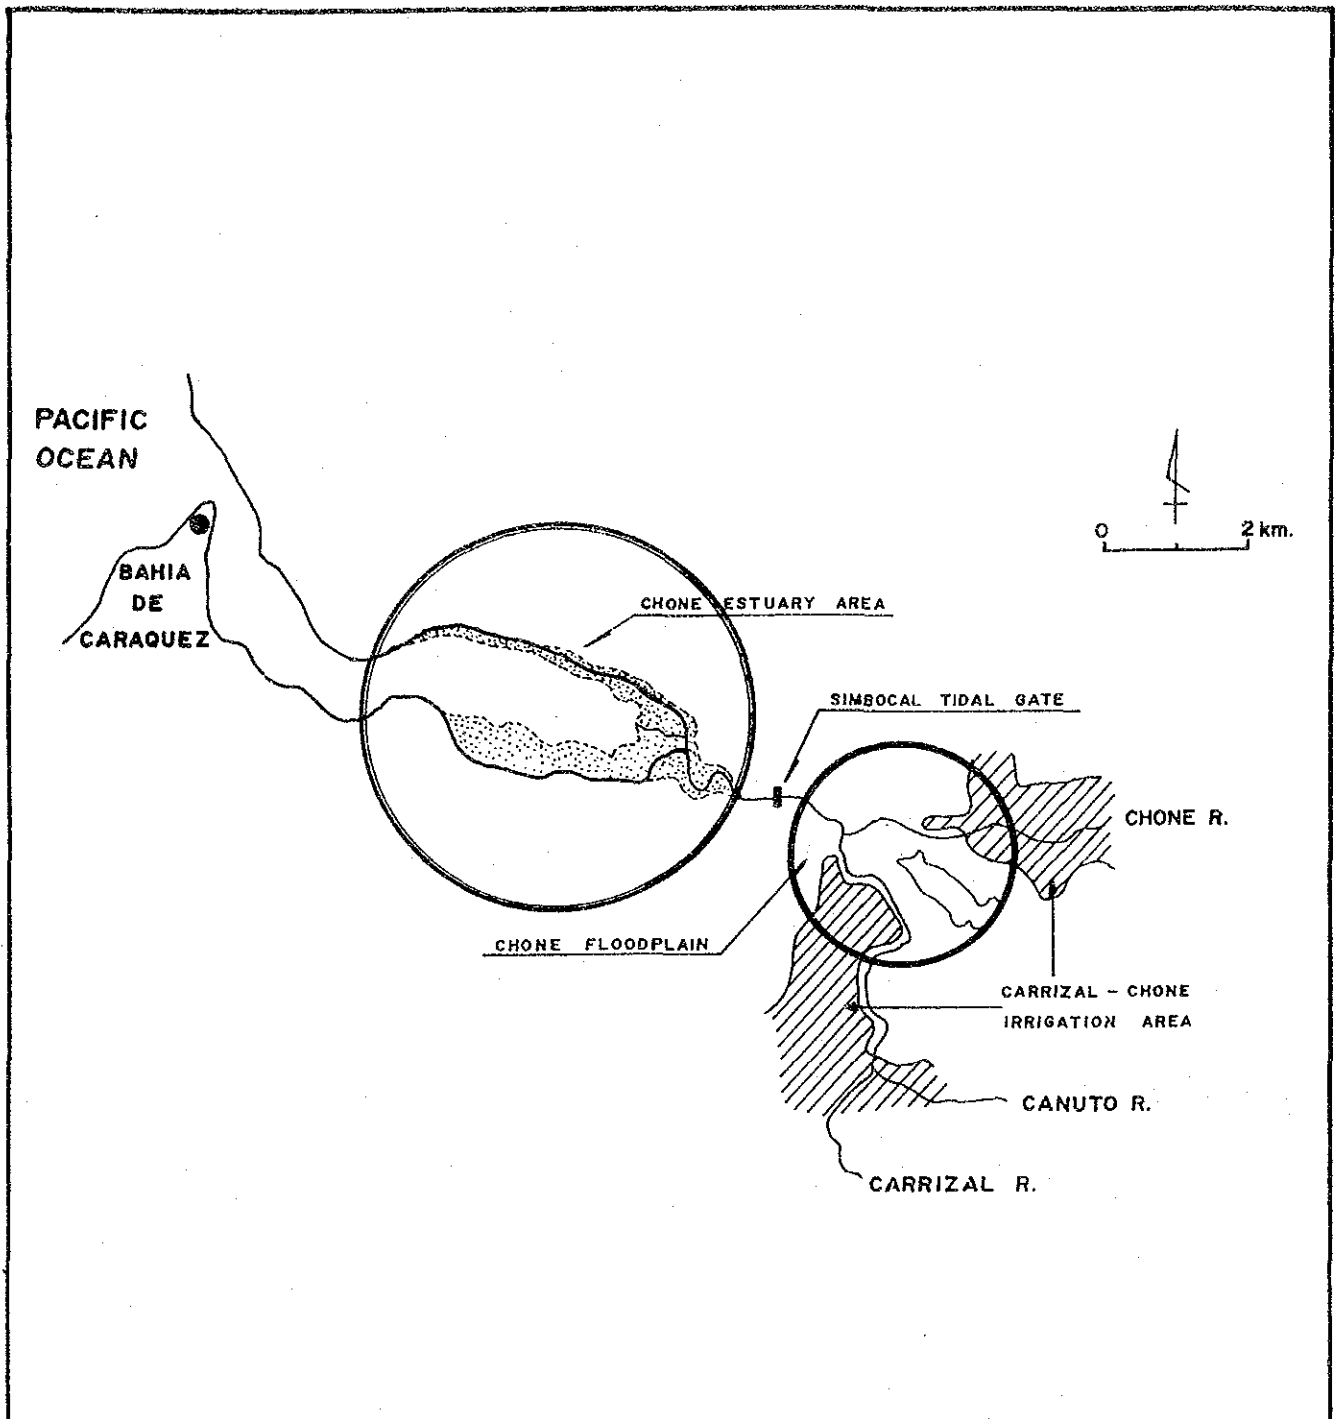 PACIFIC
OCEAN
BAHIA
DE
CARAQUEZ
0 2 km.
CHONE ESTUARY AREA
SIMBOCAL TIDAL GATE
CHONE R.
CHONE FLOODPLAIN
CARRIZAL - CHONE
IRRIGATION AREA
CANUTO R.
CARRIZAL R.